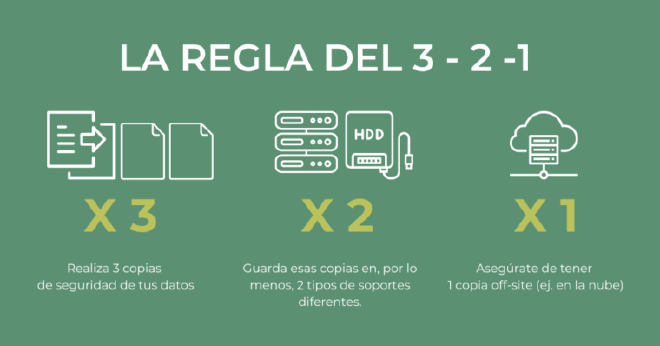 LA REGLA DEL 3 - 2 -1
HDD
X 3
X 2
X 1
Realiza 3 copias
de seguridad de tus datos
Guarda esas copias en, por lo
menos, 2 tipos de soportes
diferentes.
Asegúrate de tener
1 copia off-site (ej. en la nube)